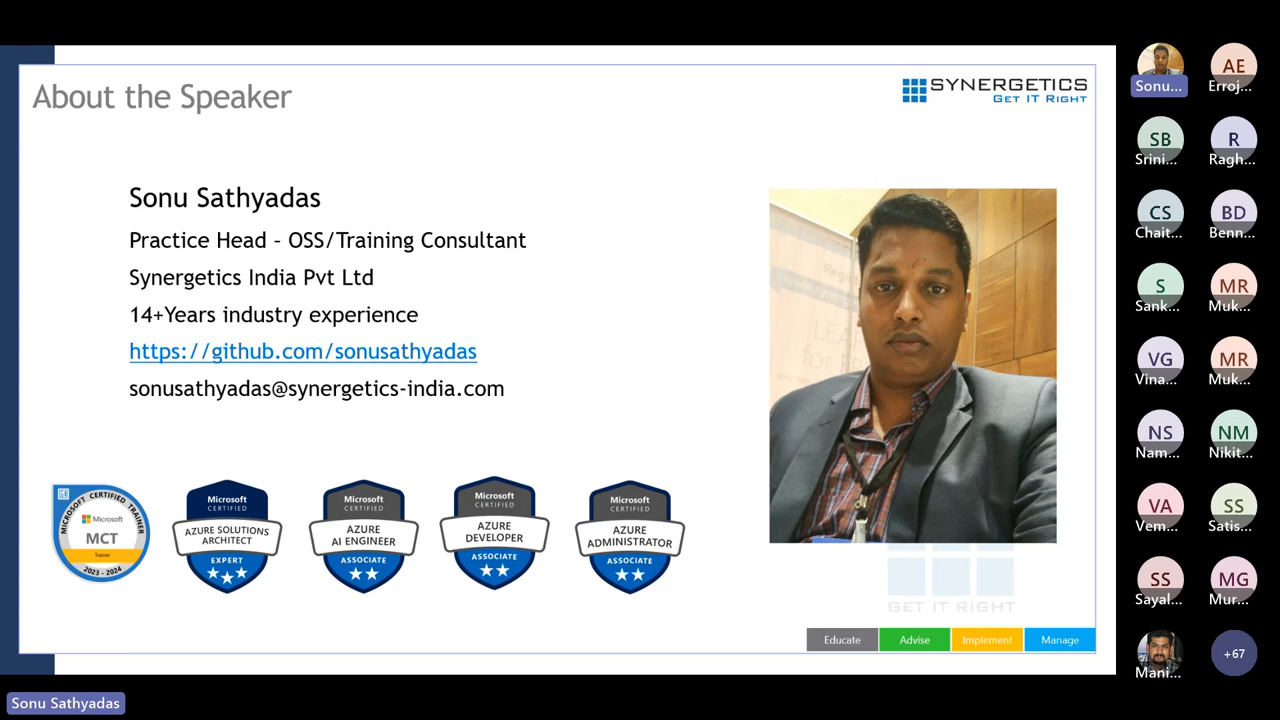 About the Speaker
SYNERGETICS
GET IT RIGHT
Sonu Sathyadas
Practice Head – OSS/Training Consultant
Synergetics India Pvt Ltd
14+Years industry experience
https://github.com/sonusathyadas
sonusathyadas@synergetics-india.com
MICROSOFT CERTIFIED TRAINER
Microsoft
MCT
Trainer
2023 - 2024
Microsoft
CERTIFIED
AZURE SOLUTIONS
ARCHITECT
EXPERT
Microsoft
CERTIFIED
AZURE
AI ENGINEER
ASSOCIATE
Microsoft
CERTIFIED
AZURE
DEVELOPER
ASSOCIATE
Microsoft
CERTIFIED
AZURE
ADMINISTRATOR
ASSOCIATE
GET IT RIGHT
Educate
Advise
Implement
Manage
Sonu Sathyadas
Sonu...
AE
Erroj...
SB
Srini...
R
Ragh...
CS
Chait...
BD
Benn...
S
Sank...
MR
Muk...
VG
Vina...
MR
Muk...
NS
Nam...
NM
Nikit...
VA
Vem...
SS
Satis...
SS
Sayal...
MG
Mur...
Mani...
+67